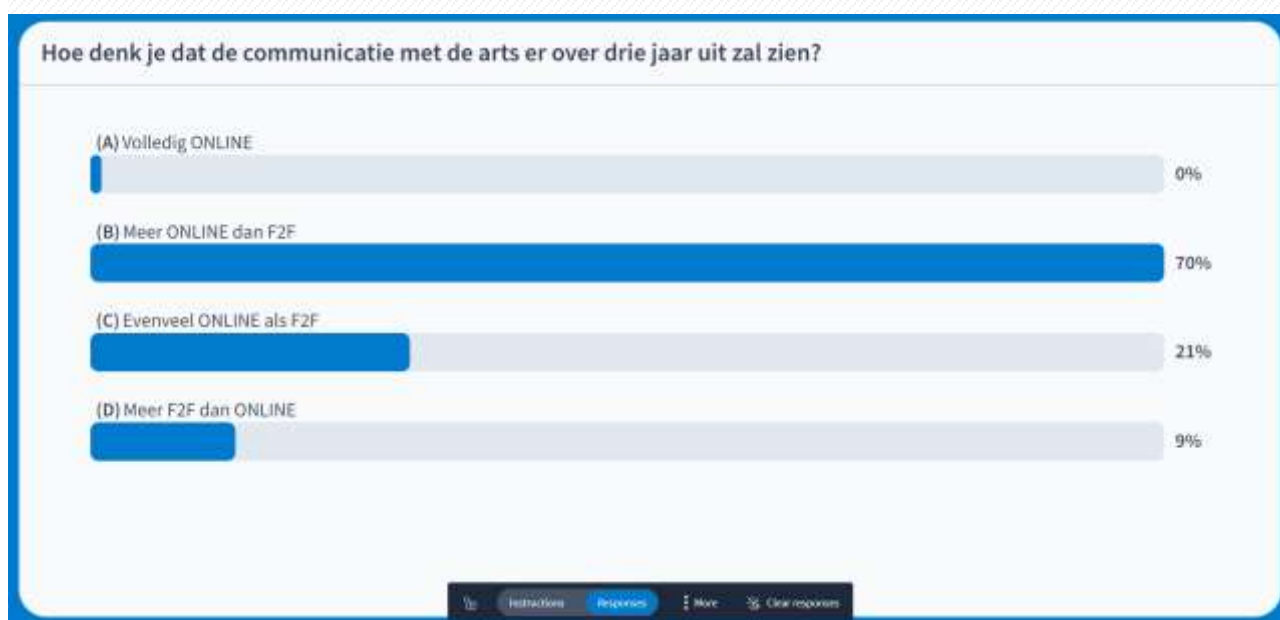 Hoe denk je dat de communicatie met de arts er over drie jaar uit zal zien?
(A) Volledig ONLINE
0%
(B) Meer ONLINE dan F2F
70%
(C) Evenveel ONLINE als F2F
21%
(D) Meer F2F dan ONLINE
9%
Instructions Responses More Clear responses